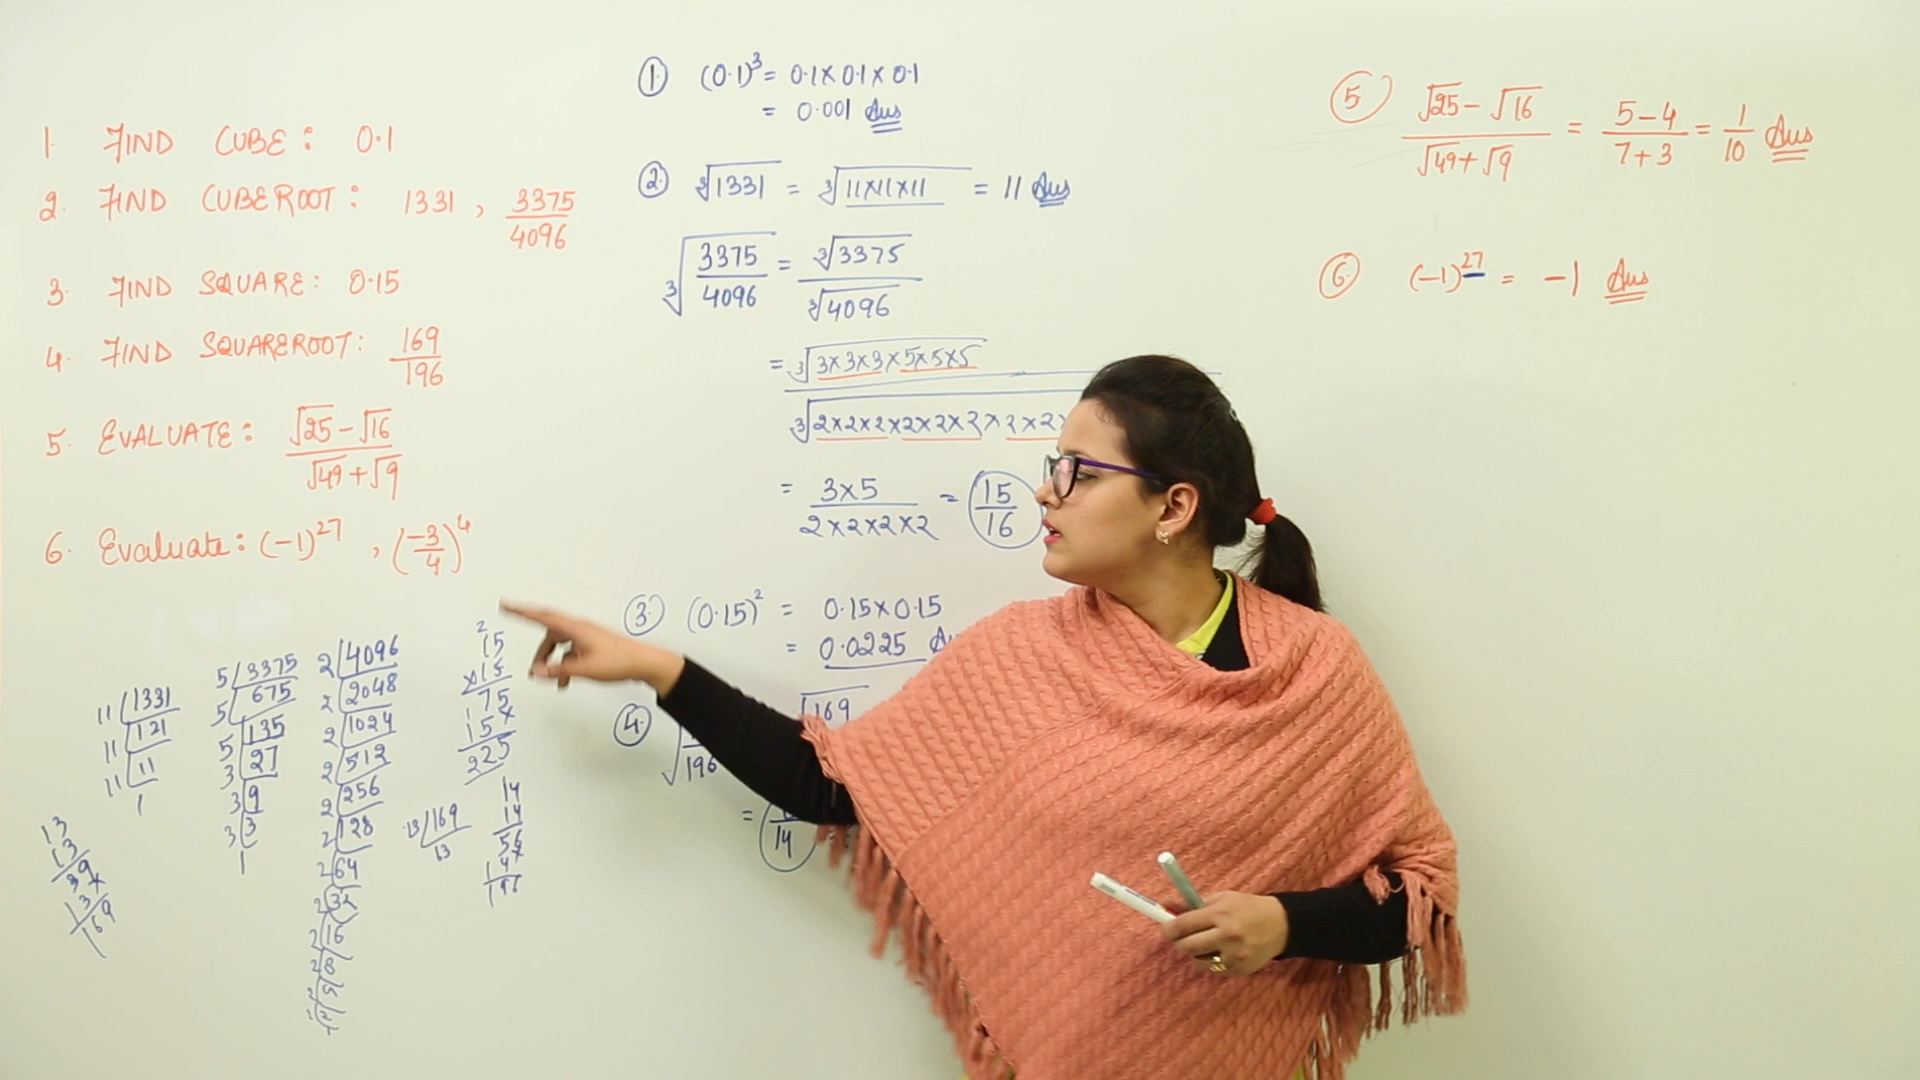 1. FIND CUBE: 0.1
2. FIND CUBEROOT: 1331, 3375/4096
3. FIND SQUARE: 0.15
4. FIND SQUAREROOT: 169/196
5. EVALUATE: √25-√16 / √49+√9
6. Evaluate: (-1)^27, (-3/4)^4
11 1331
11 121
11 11
1
5 3375
5 675
5 135
3 27
3 9
3 3
1
2 4096
2 2048
2 1024
2 512
2 256
2 128
2 64
2 32
2 16
2 8
2
15
×15
75
15×
225
13 169
13
14
14
56
14×
196
13
13
39
13×
169
① (0.1)³ = 0.1×0.1×0.1
= 0.001 Ans
② ∛1331 = ∛11×11×11 = 11 Ans
∛3375/4096 = ∛3375 / ∛4096
= ∛3×3×3×5×5×5
∛2×2×2×2×2×2×2×2×
= 3×5 / 2×2×2×2 = 15/16
③ (0.15)² = 0.15×0.15
= 0.0225
④ 196 √169
= 14
⑤ √25-√16 / √49+√9 = 5-4 / 7+3 = 1/10 Ans
⑥ (-1)^27 = -1 Ans